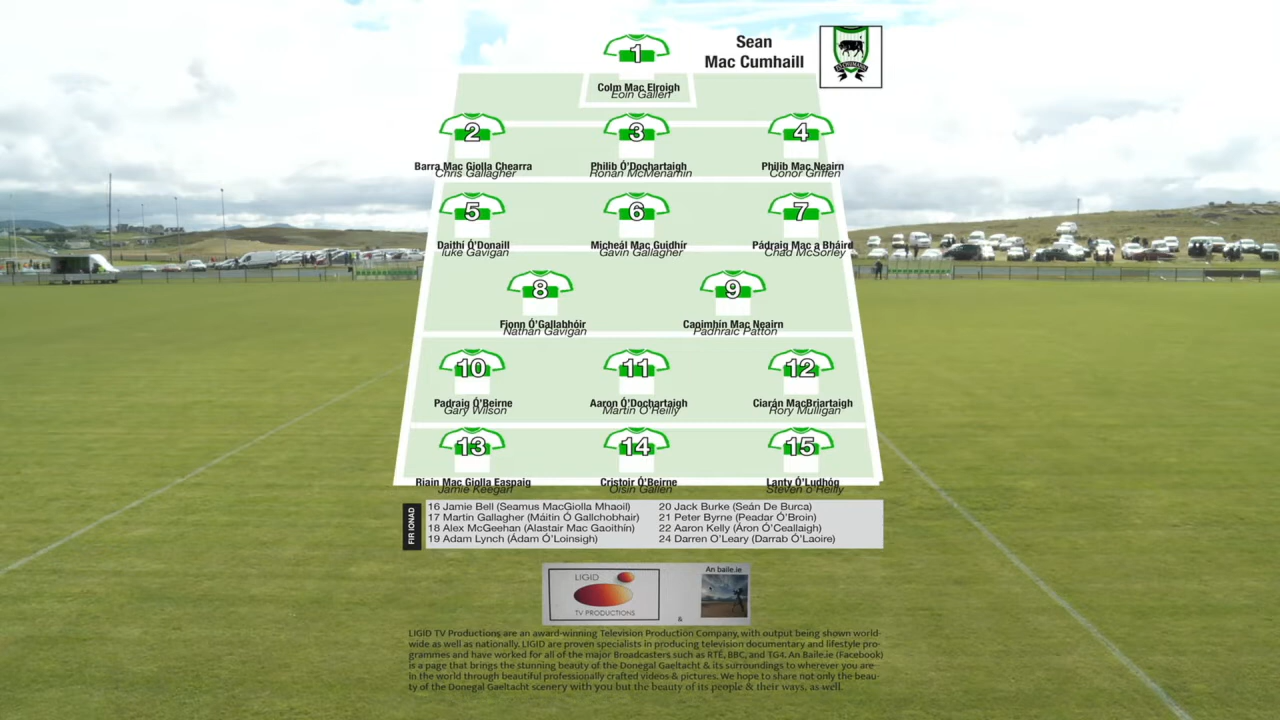 Sean
Mac Cumhaill
1
Colm Mac Elroigh
Eoin Gallen
2
Barra Mac Giolla Chearra
Chris Gallagher
3
Philib Ó'Dochartaigh
Ronan McMenamin
4
Philib Mac Neairn
Conor Griffen
5
Daithí Ó'Donaill
luke Gavigan
6
Micheál Mac Guidhir
Gavin Gallagher
7
Pádraig Mac a Bháird
Chad McSorley
8
Fionn Ó'Gallabhóir
Nathan Gavigan
9
Caoimhín Mac Neairn
Padhraic Patton
10
Padraig Ó'Beirne
Gary Wilson
11
Aaron Ó'Dochartaigh
Martin O'Reilly
12
Ciarán MacBriartaigh
Rory Mulligan
13
Riain Mac Giolla Easpaig
Jamie Keegan
14
Cristoir Ó'Beirne
Oisin Gallen
15
Lanty Ó'Ludhóg
Steven o'Reilly
FIR IONAD
16 Jamie Bell (Seamus MacGiolla Mhaoil)
17 Martin Gallagher (Máitin Ó Gallchobhair)
18 Alex McGeehan (Alastair Mac Gaoithín)
19 Adam Lynch (Ádam Ó'Loinsigh)
20 Jack Burke (Seán De Burca)
21 Peter Byrne (Peadar Ó'Broin)
22 Aaron Kelly (Áron Ó'Ceallaigh)
24 Darren O'Leary (Darrab Ó'Laoire)
LIGID
TV PRODUCTIONS
&
An baile.ie
LIGID TV Productions are an award-winning Television Production Company, with output being shown world-
wide as well as nationally. LIGID are proven specialists in producing television documentary and lifestyle pro-
grammes and have worked for all of the major Broadcasters such as RTÉ, BBC, and TG4. An Baile.ie (Facebook)
is a page that brings the stunning beauty of the Donegal Gaeltacht & its surroundings to wherever you are
in the world through beautiful professionally crafted videos & pictures. We hope to share not only the beau-
ty of the Donegal Gaeltacht scenery with you but the beauty of its people & their ways, as well.